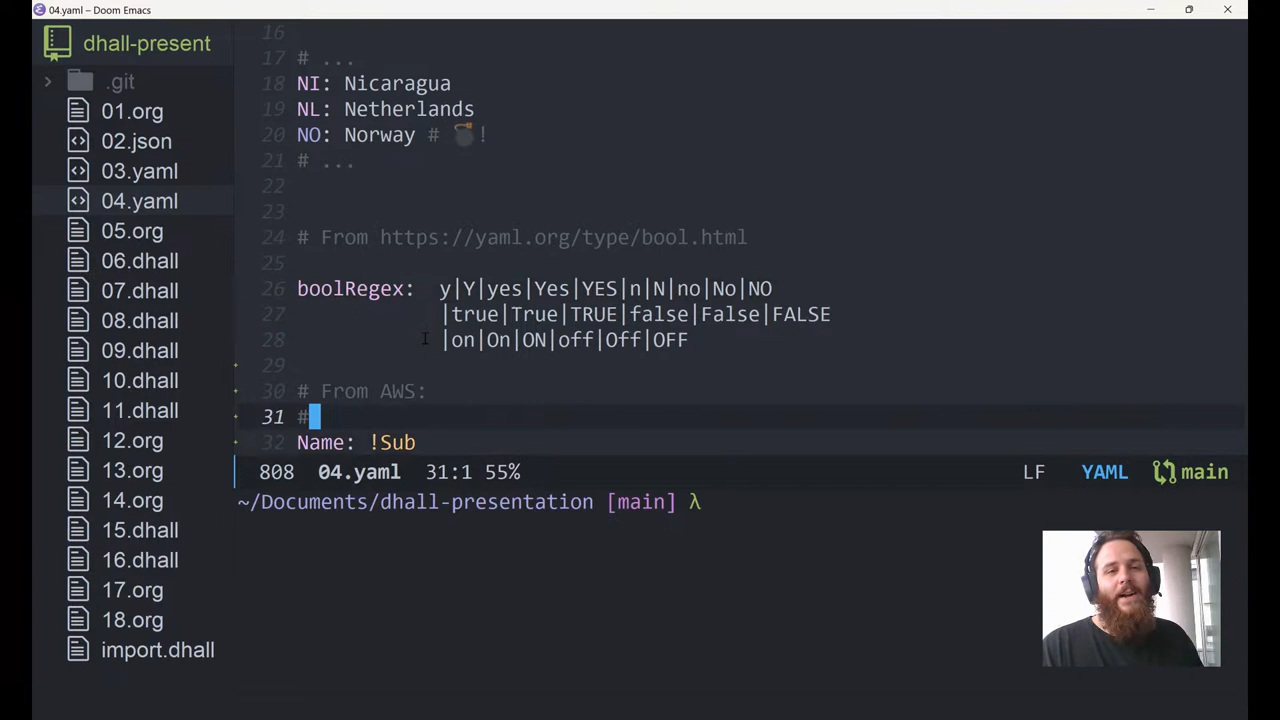 04.yaml – Doom Emacs
dhall-present
.git
01.org
02.json
03.yaml
04.yaml
05.org
06.dhall
07.dhall
08.dhall
09.dhall
10.dhall
11.dhall
12.org
13.org
14.org
15.dhall
16.dhall
17.org
18.org
import.dhall
16
17 # ...
18 NI: Nicaragua
19 NL: Netherlands
20 NO: Norway # 💣!
21 # ...
22
23
24 # From https://yaml.org/type/bool.html
25
26 boolRegex: y|Y|yes|Yes|YES|n|N|no|No|NO
27 |true|True|TRUE|false|False|FALSE
28 |on|On|ON|off|Off|OFF
29
30 # From AWS:
31 #
32 Name: !Sub
808 04.yaml 31:1 55% LF YAML main
~/Documents/dhall-presentation [main] λ